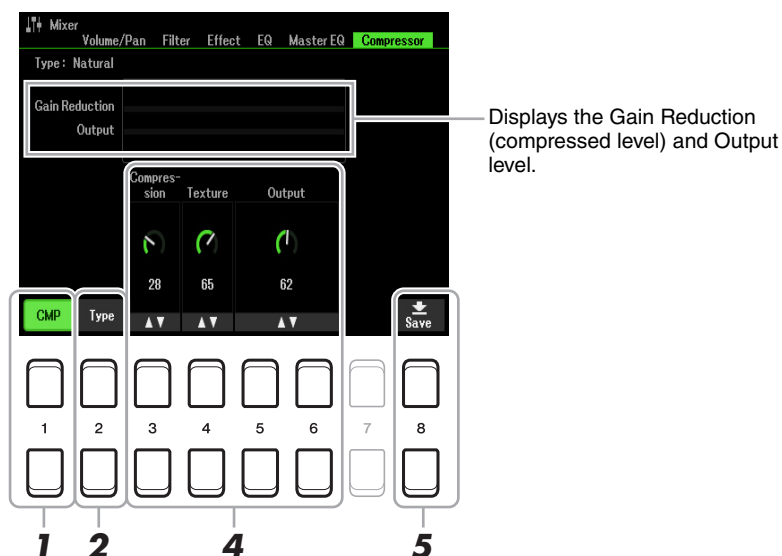 Mixer
Volume/Pan Filter Effect EQ Master EQ Compressor
Type: Natural
Gain Reduction
Output
Displays the Gain Reduction
(compressed level) and Output
level.
Compres-
sion Texture Output
28 65 62
CMP Type ▲▼ ▲▼ ▲▼ Save
1 2 3 4 5 6 7 8
1 2 4 5